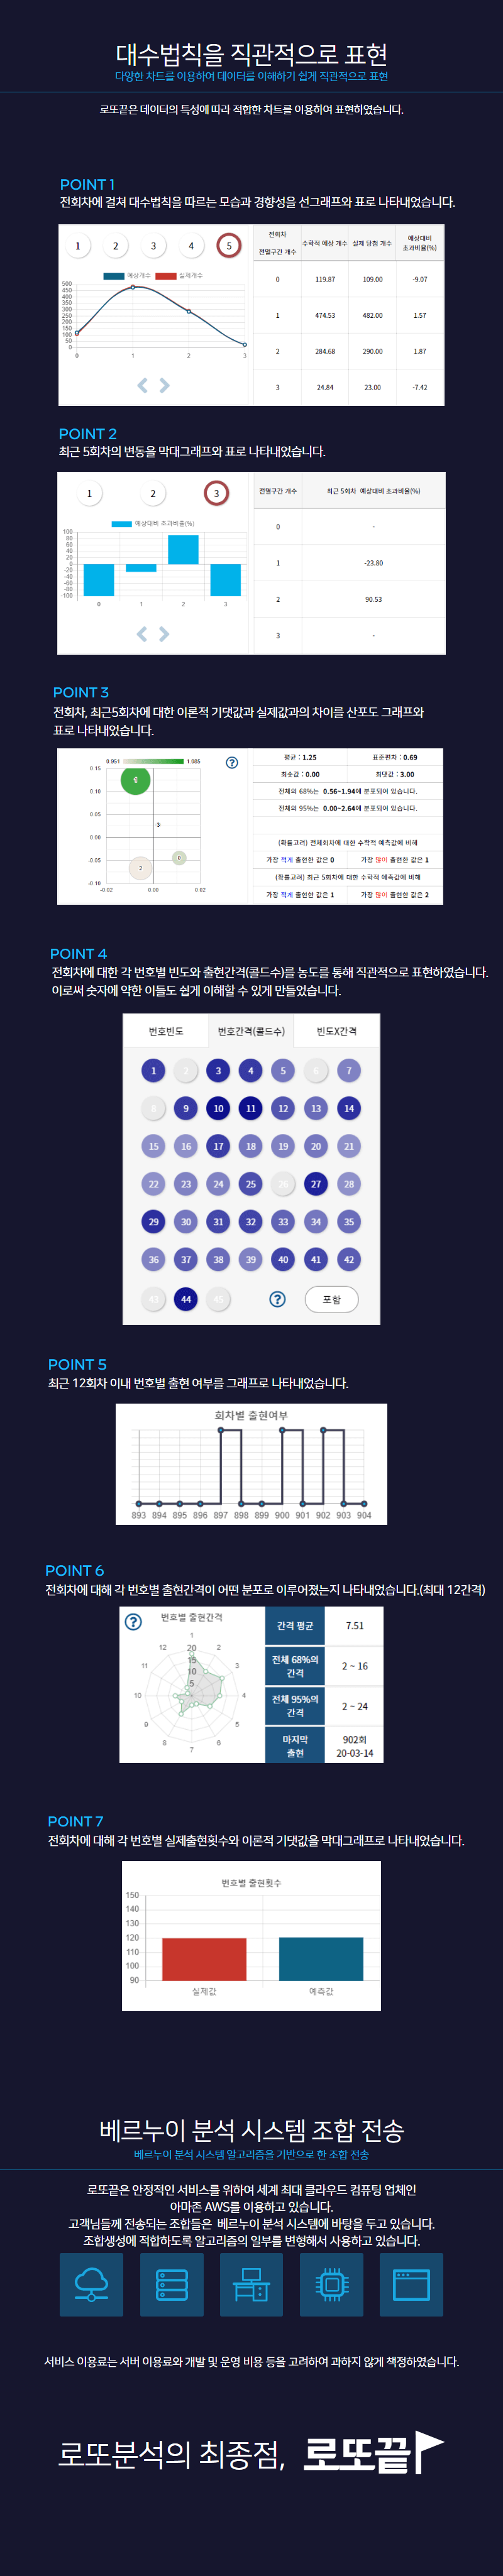 대수법칙을 직관적으로 표현
다양한 차트를 이용하여 데이터를 이해하기 쉽게 직관적으로 표현
로또끝은 데이터의 특성에 따라 적합한 차트를 이용하여 표현하였습니다.
POINT 1
전회차에 걸쳐 대수법칙을 따르는 모습과 경향성을 선그래프와 표로 나타내었습니다.
1 2 3 4 5
예상개수 실제개수
500
450
400
350
300
250
200
150
100
50
0
0 1 2 3
전회차
전멸구간 개수 수학적 예상 개수 실제 당첨 개수 예상대비 초과비율(%)
0 119.87 109.00 -9.07
1 474.53 482.00 1.57
2 284.68 290.00 1.87
3 24.84 23.00 -7.42
POINT 2
최근 5회차의 변동을 막대그래프와 표로 나타내었습니다.
1 2 3
예상대비 초과비율(%)
100
80
60
40
20
0
-20
-40
-60
-80
-100
0 1 2 3
전멸구간 개수 최근 5회차 예상대비 초과비율(%)
0 -
1 -23.80
2 90.53
3 -
POINT 3
전회차, 최근5회차에 대한 이론적 기댓값과 실제값과의 차이를 산포도 그래프와
표로 나타내었습니다.
0.951 1.005
?
0.15
0.10
0.05
0.00
-0.05
-0.10
3
0
2
-0.02 0.00 0.02
평균 : 1.25 표준편차 : 0.69
최솟값 : 0.00 최댓값 : 3.00
전체의 68%는 0.56~1.94에 분포되어 있습니다.
전체의 95%는 0.00~2.64에 분포되어 있습니다.
(확률고려) 전체회차에 대한 수학적 예측값에 비해
가장 적게 출현한 값은 0 가장 많이 출현한 값은 1
(확률고려) 최근 5회차에 대한 수학적 예측값에 비해
가장 적게 출현한 값은 1 가장 많이 출현한 값은 2
POINT 4
전회차에 대한 각 번호별 빈도와 출현간격(콜드수)를 농도를 통해 직관적으로 표현하였습니다.
이로써 숫자에 약한 이들도 쉽게 이해할 수 있게 만들었습니다.
번호빈도 번호간격(콜드수) 빈도X간격
1 2 3 4 5 6 7
8 9 10 11 12 13 14
15 16 17 18 19 20 21
22 23 24 25 26 27 28
29 30 31 32 33 34 35
36 37 38 39 40 41 42
43 44 45 ? 포함
POINT 5
최근 12회차 이내 번호별 출현 여부를 그래프로 나타내었습니다.
회차별 출현여부
893 894 895 896 897 898 899 900 901 902 903 904
POINT 6
전회차에 대해 각 번호별 출현간격이 어떤 분포로 이루어졌는지 나타내었습니다.(최대 12간격)
? 번호별 출현간격
1
2
3
4
5
6
7
8
9
10
11
12
20
15
10
5
간격 평균 7.51
전체 68%의 간격 2 ~ 16
전체 95%의 간격 2 ~ 24
마지막 출현 902회 20-03-14
POINT 7
전회차에 대해 각 번호별 실제출현횟수와 이론적 기댓값을 막대그래프로 나타내었습니다.
번호별 출현횟수
150
140
130
120
110
100
90
실제값 예측값
베르누이 분석 시스템 조합 전송
베르누이 분석 시스템 알고리즘을 기반으로 한 조합 전송
로또끝은 안정적인 서비스를 위하여 세계 최대 클라우드 컴퓨팅 업체인
아마존 AWS를 이용하고 있습니다.
고객님들께 전송되는 조합들은 베르누이 분석 시스템에 바탕을 두고 있습니다.
조합생성에 적합하도록 알고리즘의 일부를 변형해서 사용하고 있습니다.
서비스 이용료는 서버 이용료와 개발 및 운영 비용 등을 고려하여 과하지 않게 책정하였습니다.
로또분석의 최종점, 로또끝